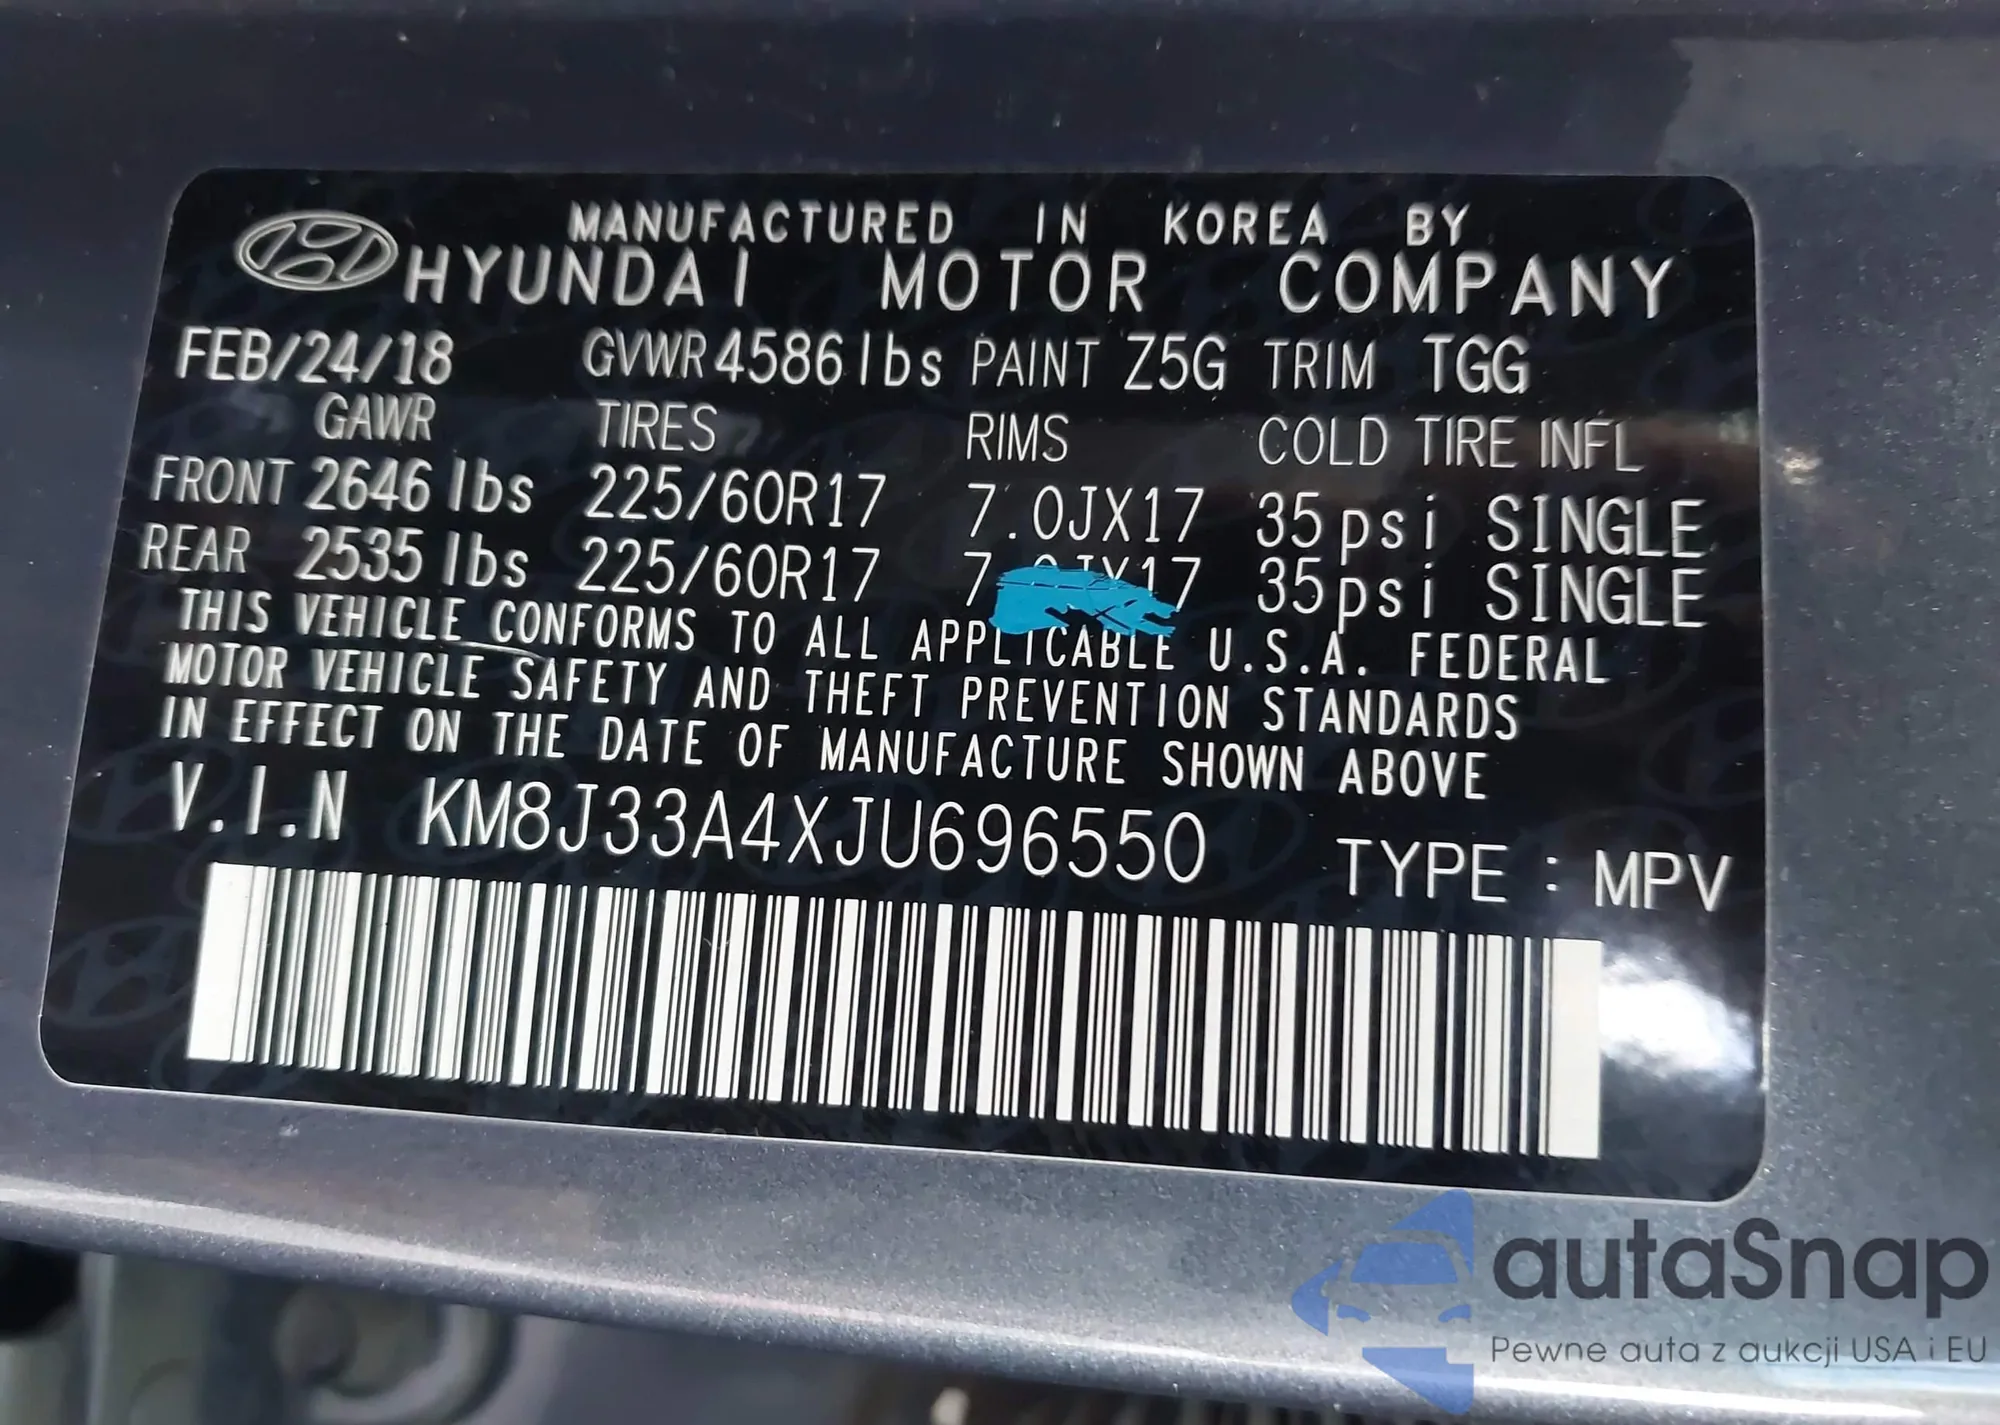 MANUFACTURED IN KOREA BY
HYUNDAI MOTOR COMPANY
FEB/24/18 GVWR 4586 lbs PAINT Z5G TRIM TGG
GAWR TIRES RIMS COLD TIRE INFL
FRONT 2646 lbs 225/60R17 7.0JX17 35psi SINGLE
REAR 2535 lbs 225/60R17 7.0JX17 35psi SINGLE
THIS VEHICLE CONFORMS TO ALL APPLICABLE U.S.A. FEDERAL
MOTOR VEHICLE SAFETY AND THEFT PREVENTION STANDARDS
IN EFFECT ON THE DATE OF MANUFACTURE SHOWN ABOVE
V.I.N KM8J33A4XJU696550 TYPE : MPV
autaSnap
Pewne auta z aukcji USA i EU